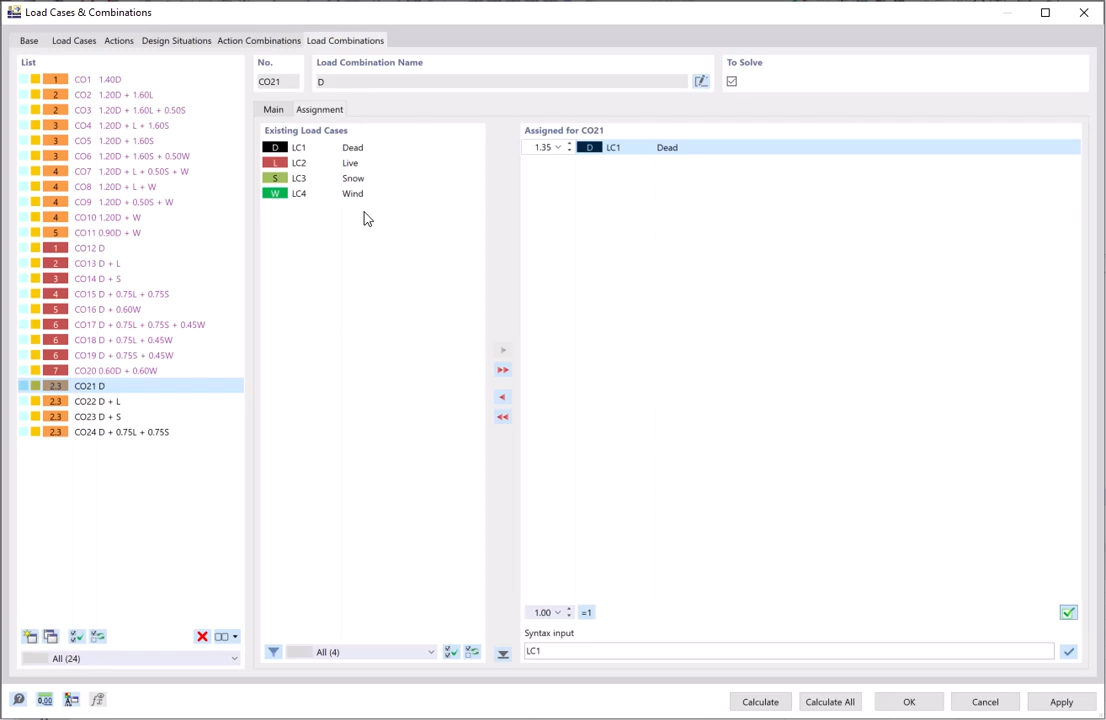 Load Cases & Combinations
Base Load Cases Actions Design Situations Action Combinations Load Combinations
List
1 CO1 1.40D
2 CO2 1.20D + 1.60L
2 CO3 1.20D + 1.60L + 0.50S
3 CO4 1.20D + L + 1.60S
3 CO5 1.20D + 1.60S
3 CO6 1.20D + 1.60S + 0.50W
4 CO7 1.20D + L + 0.50S + W
4 CO8 1.20D + L + W
4 CO9 1.20D + 0.50S + W
4 CO10 1.20D + W
5 CO11 0.90D + W
1 CO12 D
2 CO13 D + L
3 CO14 D + S
4 CO15 D + 0.75L + 0.75S
5 CO16 D + 0.60W
6 CO17 D + 0.75L + 0.75S + 0.45W
6 CO18 D + 0.75L + 0.45W
6 CO19 D + 0.75S + 0.45W
7 CO20 0.60D + 0.60W
2.3 CO21 D
2.3 CO22 D + L
2.3 CO23 D + S
2.3 CO24 D + 0.75L + 0.75S
All (24)
No.
CO21
Load Combination Name
D
To Solve
Main Assignment
Existing Load Cases
D LC1 Dead
L LC2 Live
S LC3 Snow
W LC4 Wind
All (4)
Assigned for CO21
1.35 D LC1 Dead
1.00 =1
Syntax input
LC1
0,00
Calculate Calculate All OK Cancel Apply